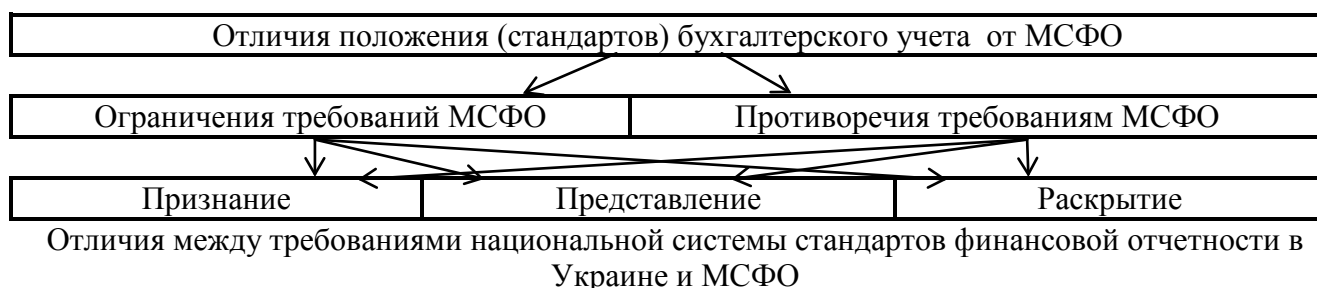 Отличия положения (стандартов) бухгалтерского учета от МСФО
Ограничения требований МСФО
Противоречия требованиям МСФО
Признание
Представление
Раскрытие
Отличия между требованиями национальной системы стандартов финансовой отчетности в
Украине и МСФО